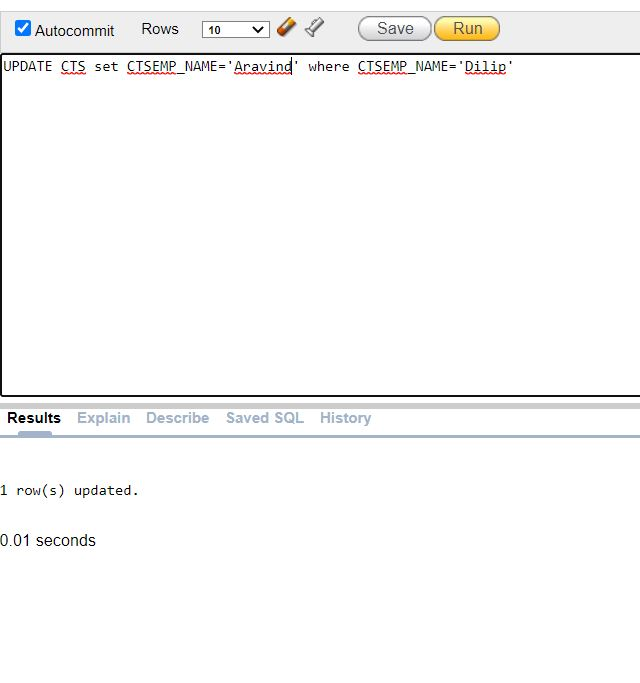 Autocommit Rows 10 Save Run
UPDATE CTS set CTSEMP_NAME='Aravind' where CTSEMP_NAME='Dilip'
Results Explain Describe Saved SQL History
1 row(s) updated.
0.01 seconds